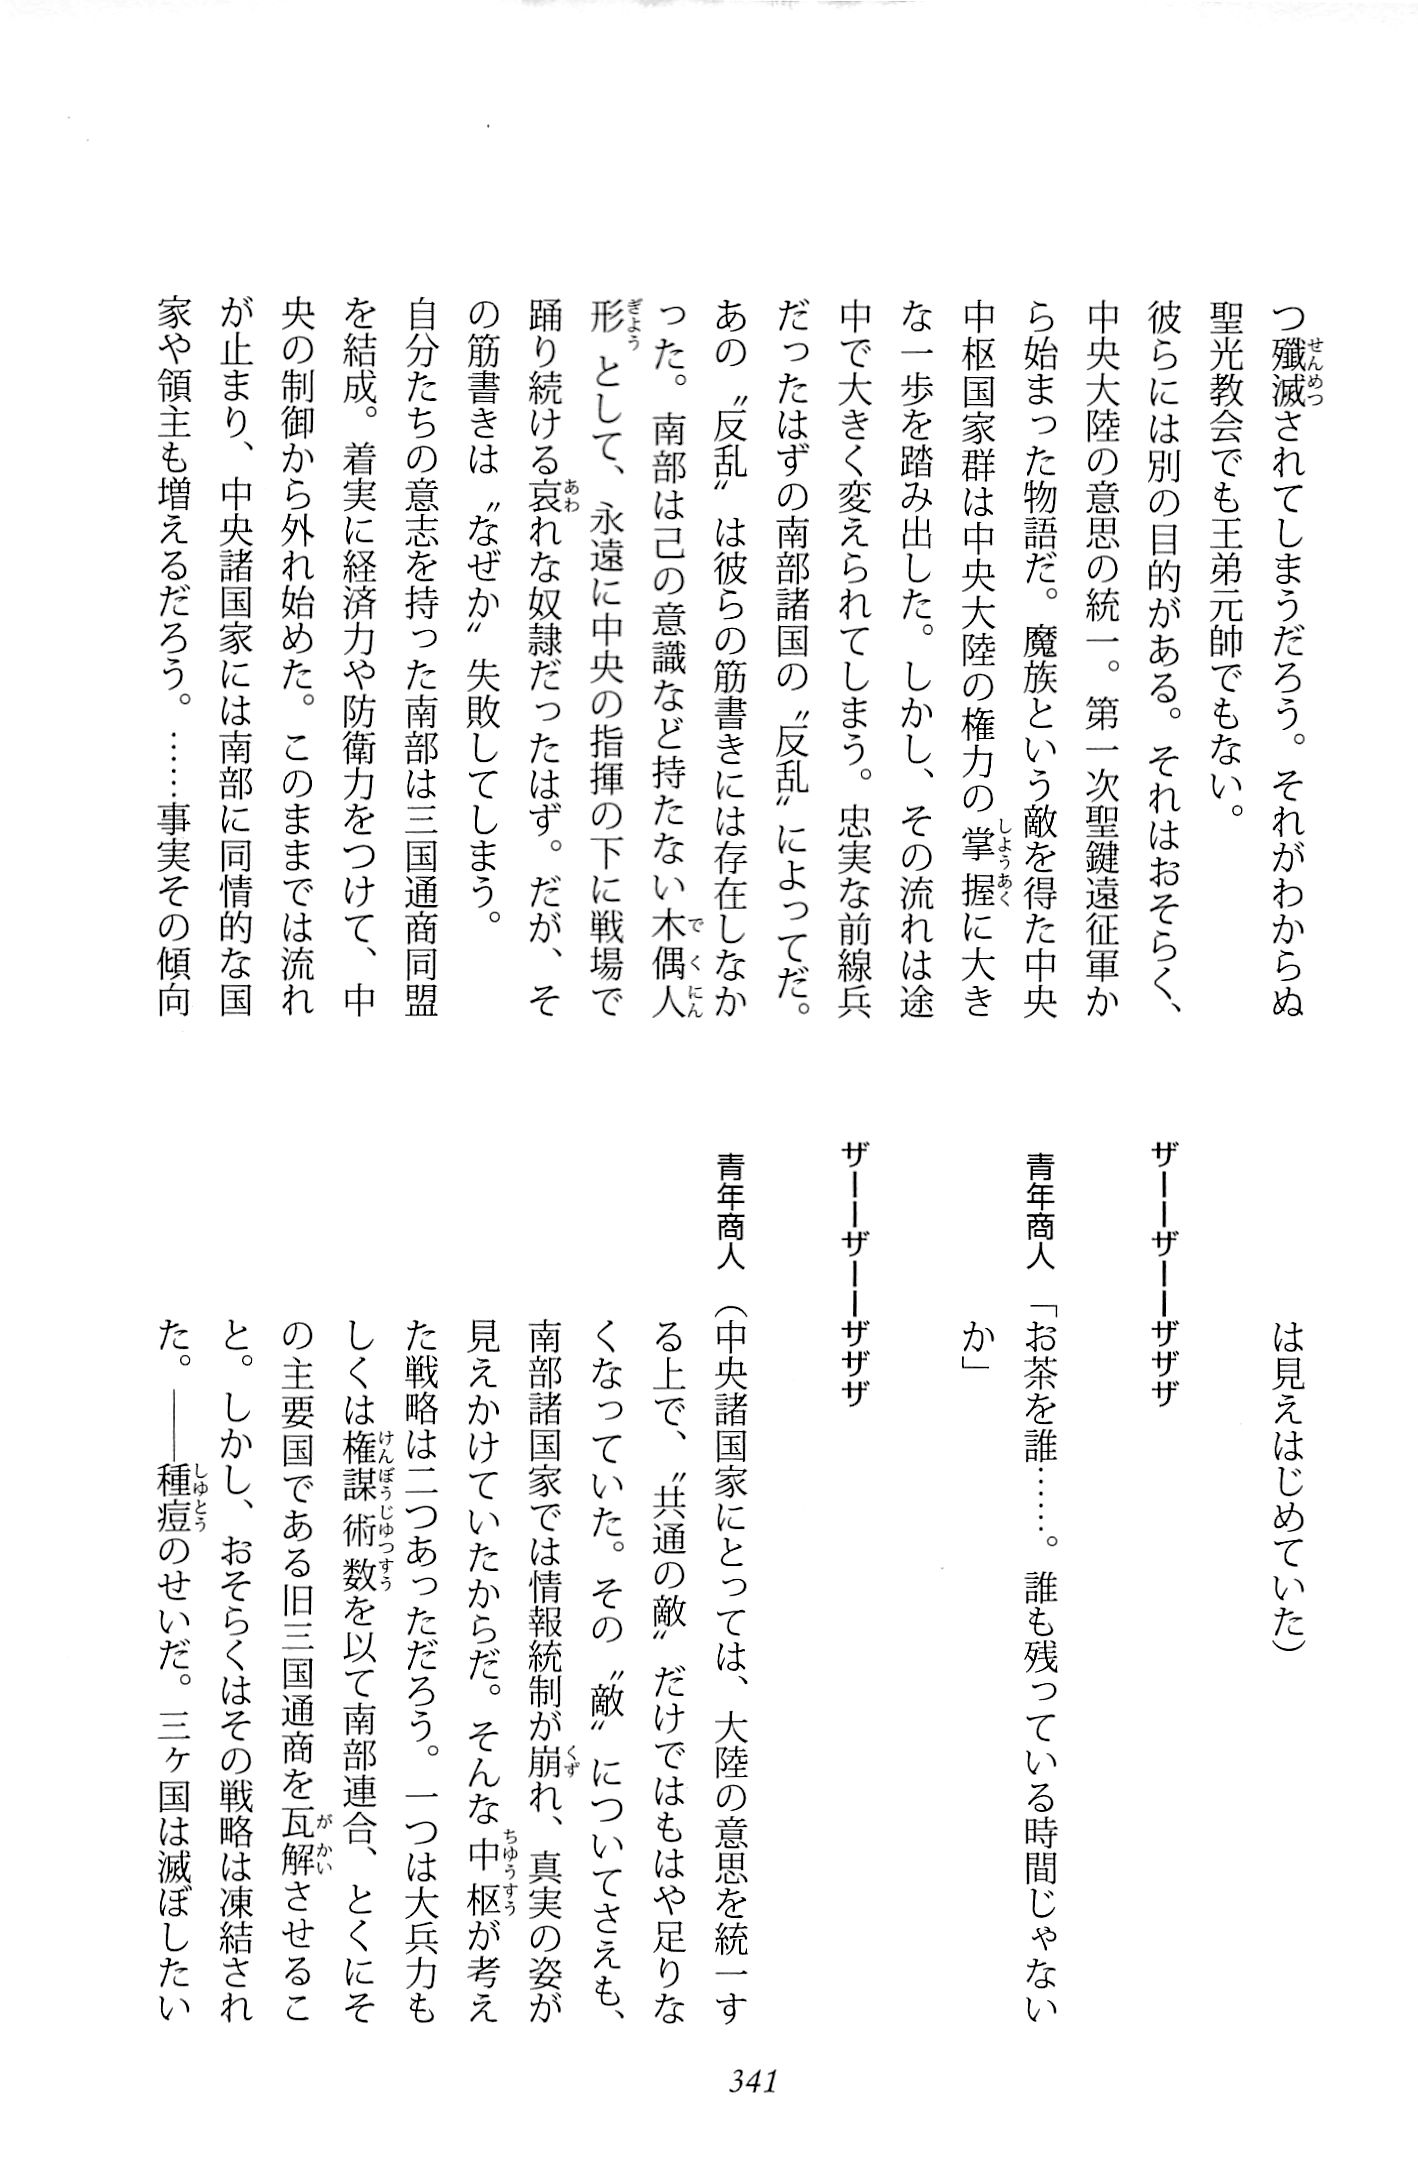 つ殲滅されてしまうだろう。それがわからぬ
聖光教会でも王弟元帥でもない。
彼らには別の目的がある。それはおそらく、
中央大陸の意思の統一。第一次聖鍵遠征軍か
ら始まった物語だ。魔族という敵を得た中央
中枢国家群は中央大陸の権力の掌握に大き
な一歩を踏み出した。しかし、その流れは途
中で大きく変えられてしまう。忠実な前線兵
だったはずの南部諸国の〝反乱〟によってだ。
あの〝反乱〟は彼らの筋書きには存在しなか
った。南部は己の意識など持たない木偶人
形として、永遠に中央の指揮の下に戦場で
踊り続ける哀れな奴隷だったはず。だが、そ
の筋書きは〝なぜか〟失敗してしまう。
自分たちの意志を持った南部は三国通商同盟
を結成。着実に経済力や防衛力をつけて、中
央の制御から外れ始めた。このままでは流れ
が止まり、中央諸国家には南部に同情的な国
家や領主も増えるだろう。……事実その傾向
は見えはじめていた）
ザーーザーーザザザ
青年商人「お茶を誰……。誰も残っている時間じゃない
か」
ザーーザーーザザザ
青年商人（中央諸国家にとっては、大陸の意思を統一す
る上で、〝共通の敵〟だけではもはや足りな
くなっていた。その〝敵〟についてさえも、
南部諸国家では情報統制が崩れ、真実の姿が
見えかけていたからだ。そんな中枢が考え
た戦略は二つあっただろう。一つは大兵力も
しくは権謀術数を以て南部連合、とくにそ
の主要国である旧三国通商を瓦解させるこ
と。しかし、おそらくはその戦略は凍結され
た。――種痘のせいだ。三ヶ国は滅ぼしたい
341